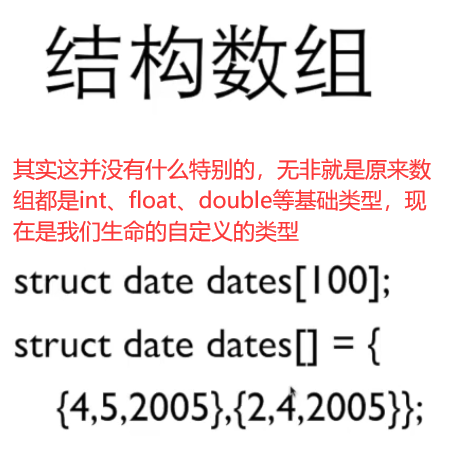 结构数组
其实这并没有什么特别的，无非就是原来数
组都是int、float、double等基础类型，现
在是我们生命的自定义的类型
struct date dates[100];
struct date dates[] = {
{4,5,2005},{2,4,2005}};